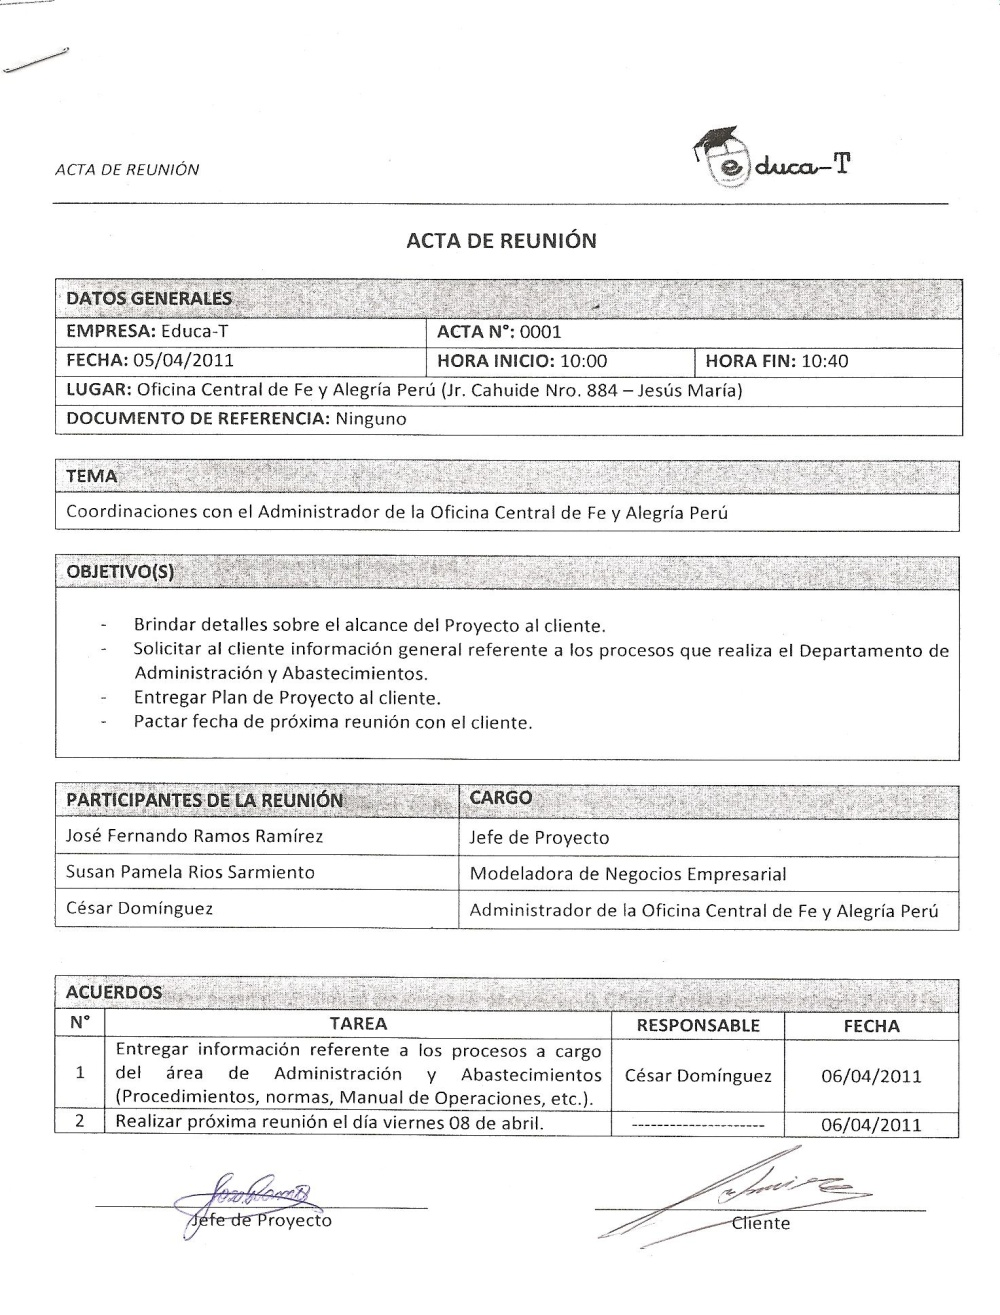 ACTA DE REUNIÓN
educa-T
ACTA DE REUNIÓN
DATOS GENERALES
EMPRESA: Educa-T ACTA N°: 0001
FECHA: 05/04/2011 HORA INICIO: 10:00 HORA FIN: 10:40
LUGAR: Oficina Central de Fe y Alegría Perú (Jr. Cahuide Nro. 884 – Jesús María)
DOCUMENTO DE REFERENCIA: Ninguno
TEMA
Coordinaciones con el Administrador de la Oficina Central de Fe y Alegría Perú
OBJETIVO(S)
- Brindar detalles sobre el alcance del Proyecto al cliente.
- Solicitar al cliente información general referente a los procesos que realiza el Departamento de
Administración y Abastecimientos.
- Entregar Plan de Proyecto al cliente.
- Pactar fecha de próxima reunión con el cliente.
PARTICIPANTES DE LA REUNIÓN CARGO
José Fernando Ramos Ramírez Jefe de Proyecto
Susan Pamela Rios Sarmiento Modeladora de Negocios Empresarial
César Domínguez Administrador de la Oficina Central de Fe y Alegría Perú
ACUERDOS
N° TAREA RESPONSABLE FECHA
1 Entregar información referente a los procesos a cargo
del área de Administración y Abastecimientos César Domínguez 06/04/2011
(Procedimientos, normas, Manual de Operaciones, etc.).
2 Realizar próxima reunión el día viernes 08 de abril. --------------------- 06/04/2011
Jefe de Proyecto Cliente